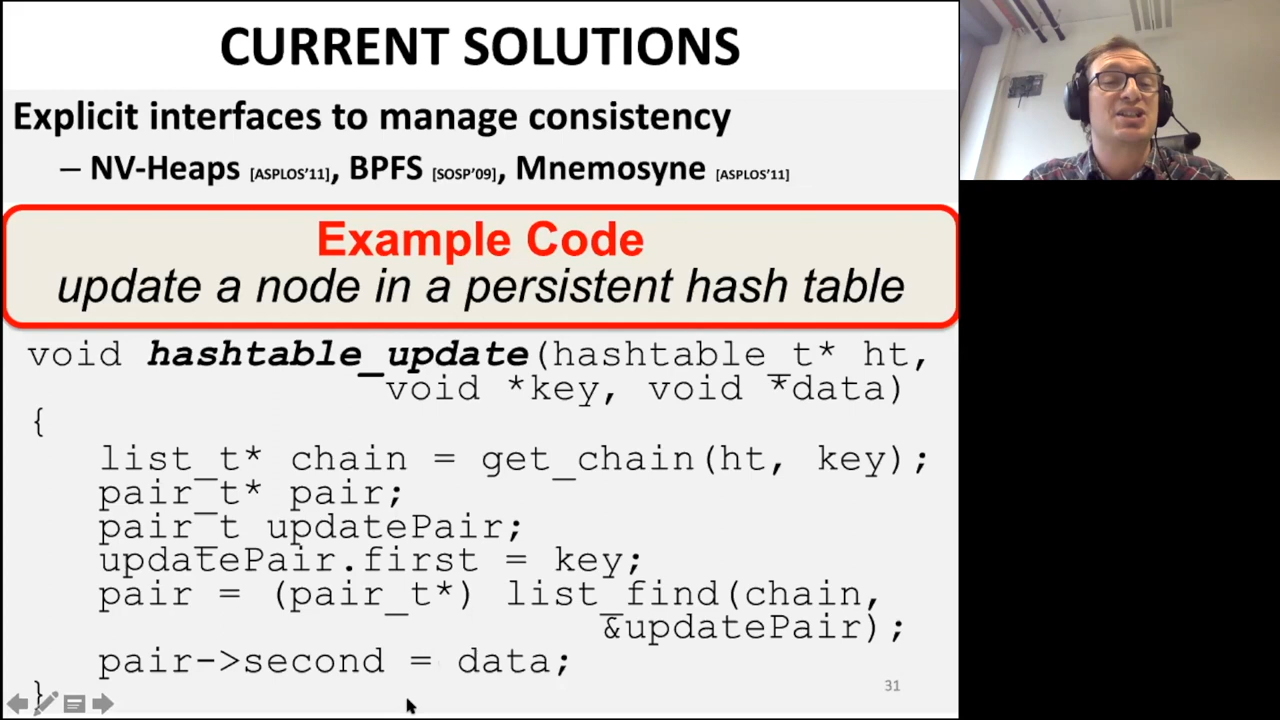 CURRENT SOLUTIONS
Explicit interfaces to manage consistency
– NV-Heaps [ASPLOS'11], BPFS [SOSP'09], Mnemosyne [ASPLOS'11]
Example Code
update a node in a persistent hash table
void hashtable_update(hashtable_t* ht,
void *key, void *data)
{
list_t* chain = get_chain(ht, key);
pair_t* pair;
pair_t updatePair;
updatePair.first = key;
pair = (pair_t*) list_find(chain,
&updatePair);
pair->second = data;
}
31